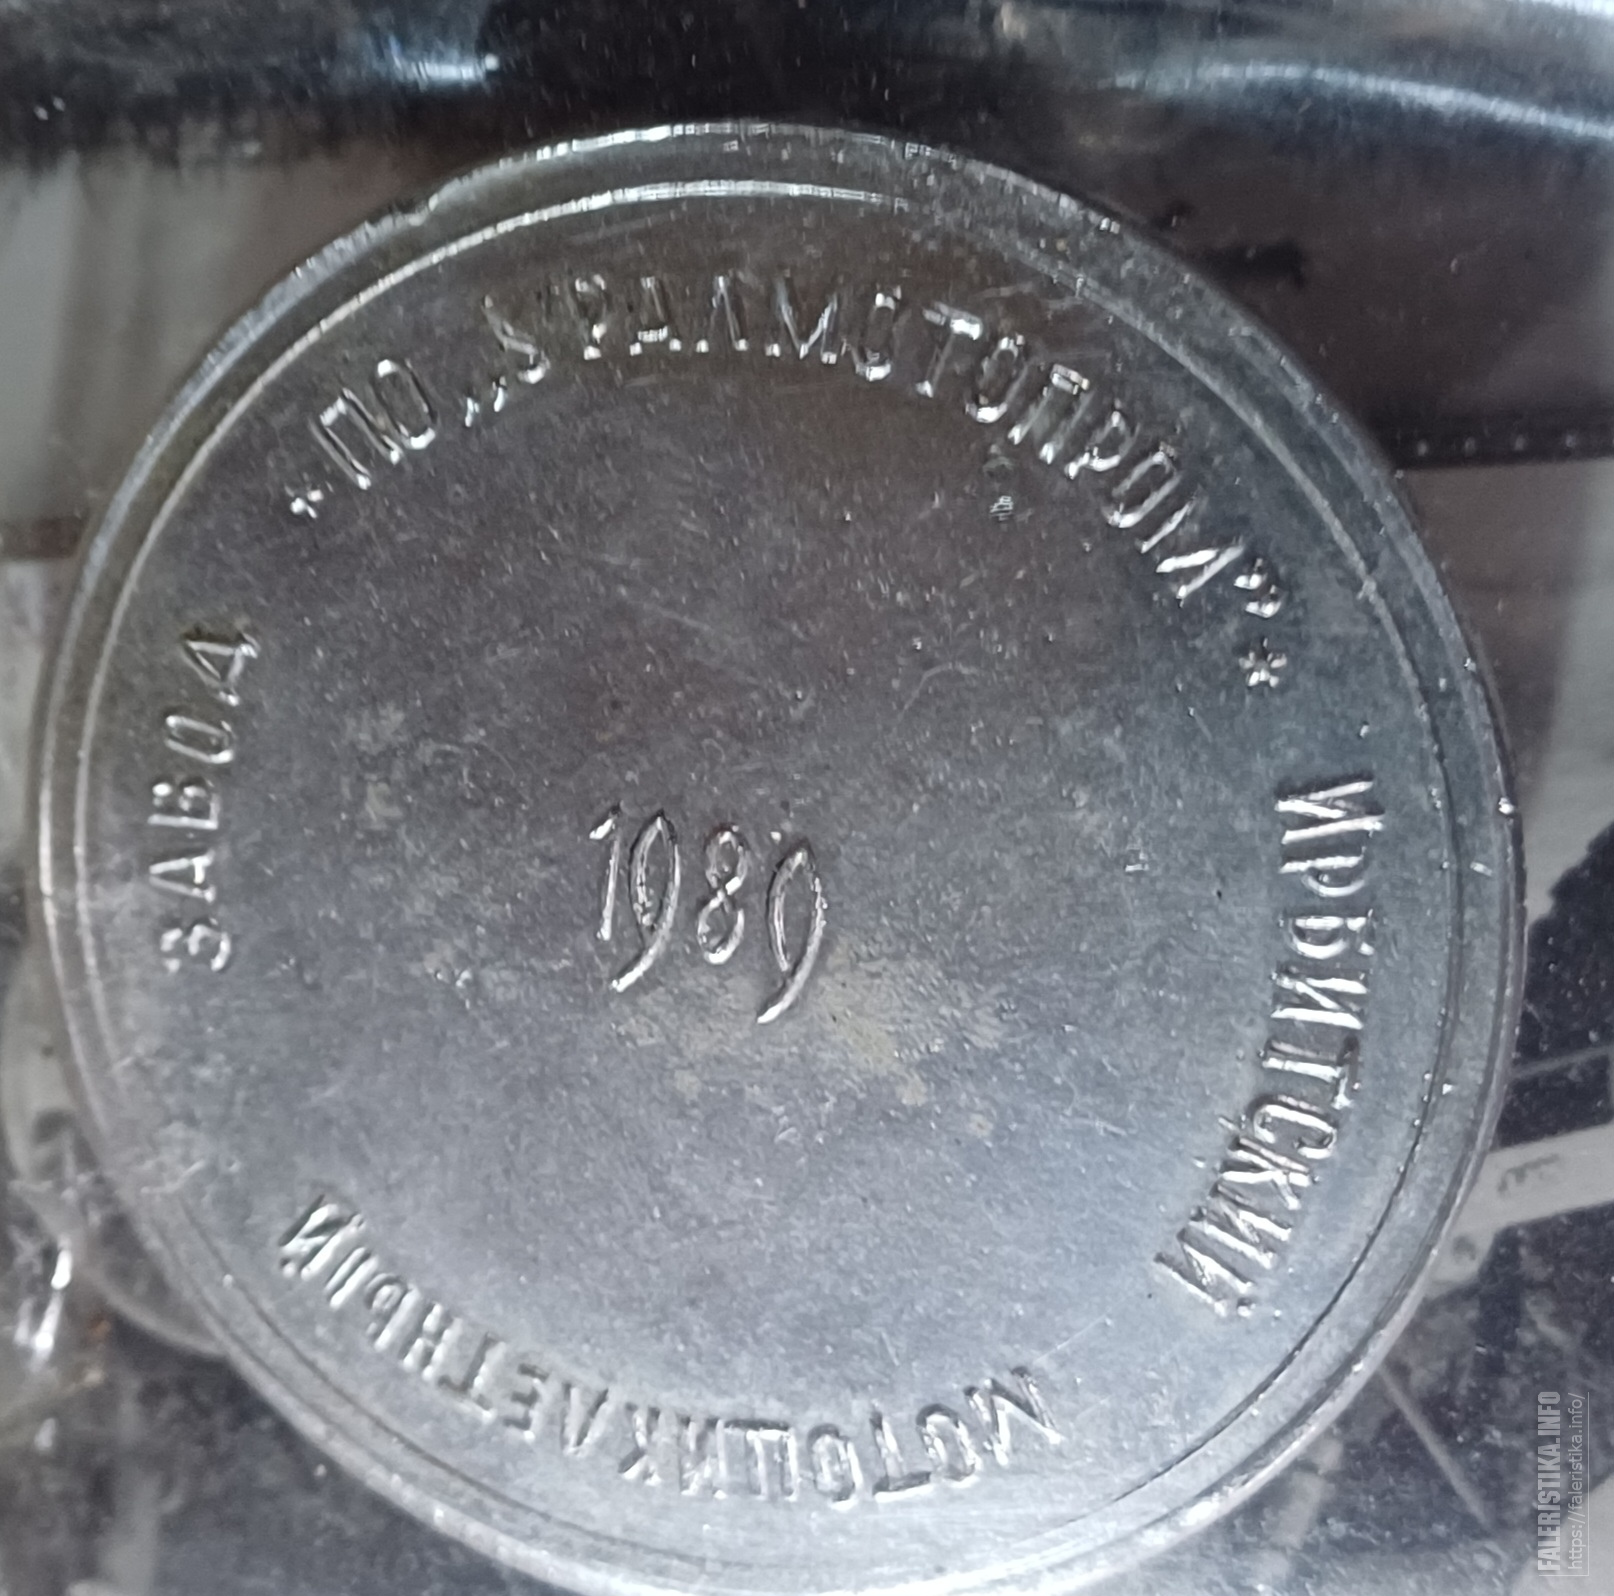 * ПО „УРАЛМОТОПРОМ” *
ИРБИТСКИЙ МОТОЦИКЛЕТНЫЙ ЗАВОД
1989
FALERISTIKA.INFO
https://faleristika.info/